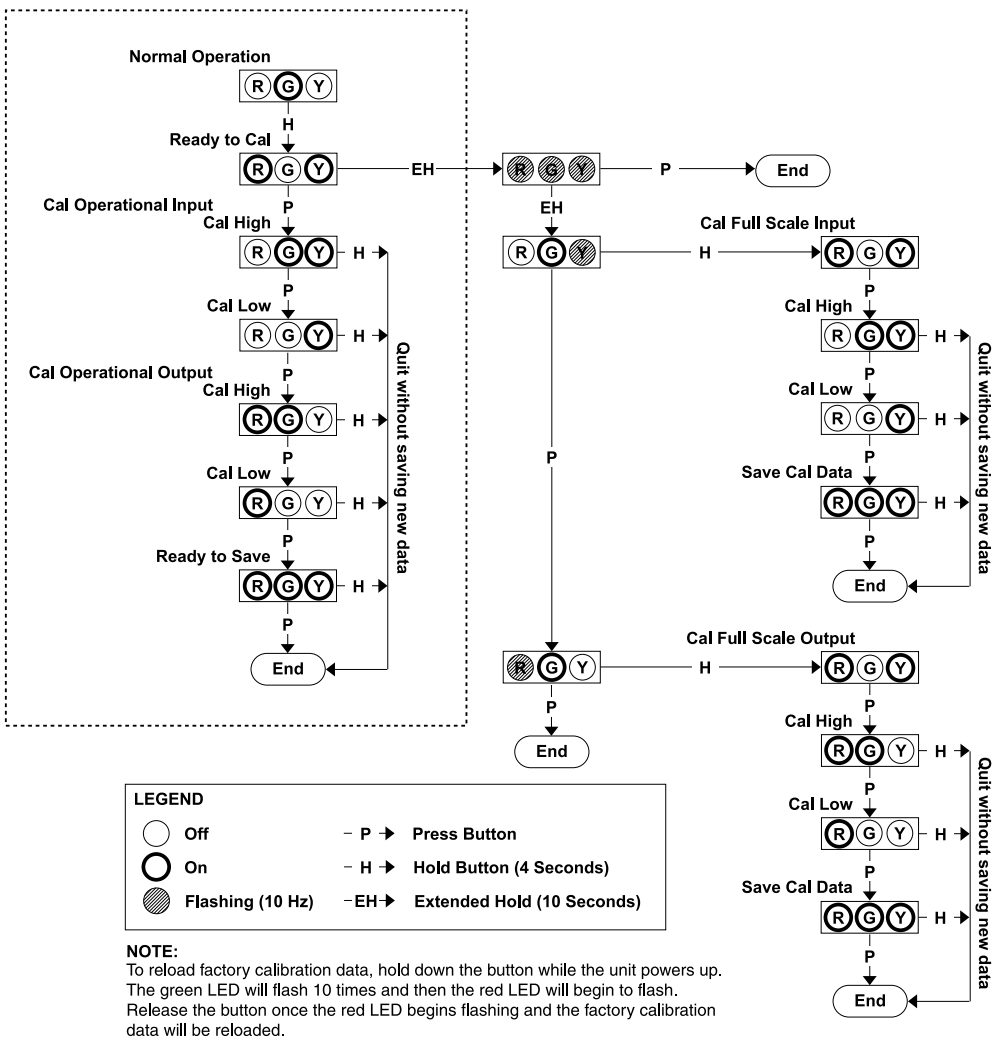 Normal Operation
R G Y
H
Ready to Cal
R G Y
EH
R G Y
P
End
P
EH
Cal Operational Input
Cal High
R G Y
H
R G Y
H
Cal Full Scale Input
R G Y
P
P
Cal Low
R G Y
H
Cal High
R G Y
H
P
P
Cal Operational Output
Cal High
R G Y
H
Cal Low
R G Y
H
P
P
P
Cal Low
R G Y
H
Save Cal Data
R G Y
H
P
P
Ready to Save
R G Y
H
End
P
End
Quit without saving new data
Quit without saving new data
R G Y
H
Cal Full Scale Output
R G Y
P
P
End
Cal High
R G Y
H
P
Cal Low
R G Y
H
P
Save Cal Data
R G Y
H
P
End
Quit without saving new data
LEGEND
Off
P
Press Button
On
H
Hold Button (4 Seconds)
Flashing (10 Hz)
EH
Extended Hold (10 Seconds)
NOTE:
To reload factory calibration data, hold down the button while the unit powers up.
The green LED will flash 10 times and then the red LED will begin to flash.
Release the button once the red LED begins flashing and the factory calibration
data will be reloaded.